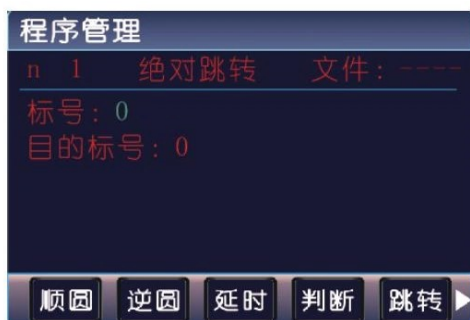 程序管理
n 1 绝对跳转 文件: ----
标号: 0
目的标号: 0
顺圆 逆圆 延时 判断 跳转